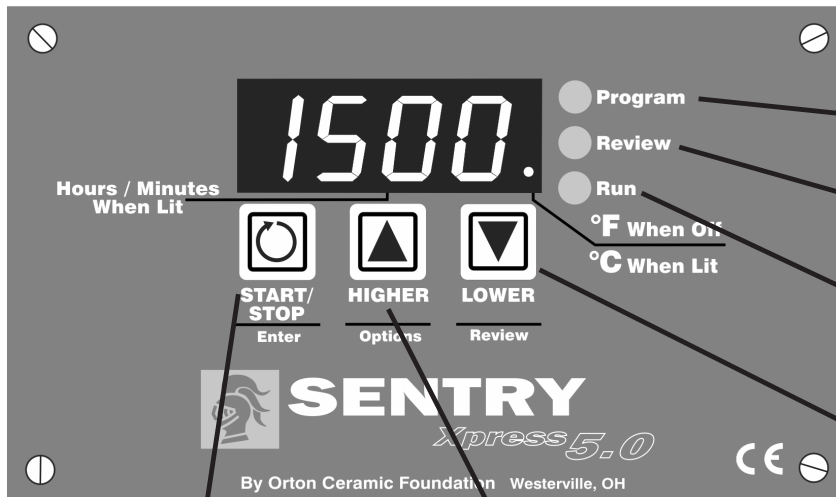 1500.
Program
Review
Run
Hours / Minutes
When Lit
°F When Off
°C When Lit
START/
STOP
HIGHER
LOWER
Enter
Options
Review
SENTRY
Xpress 5.0
By Orton Ceramic Foundation Westerville, OH
CE